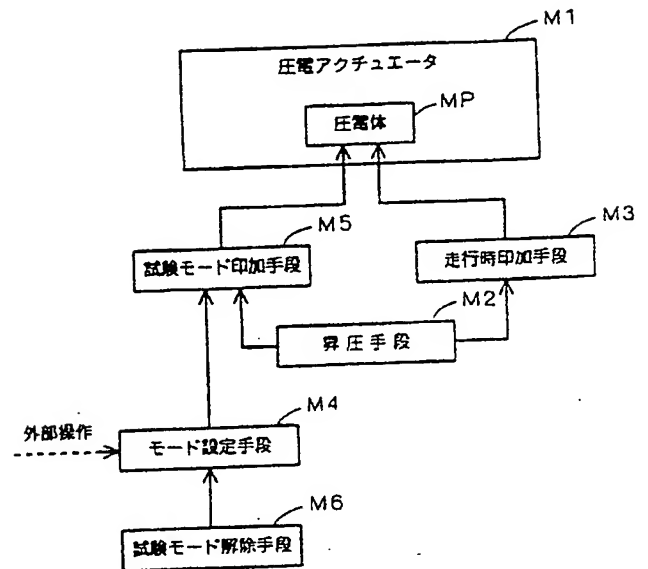 M1
圧電アクチュエータ
MP
圧電体
M5
試験モード印加手段
M3
走行時印加手段
M2
昇圧手段
外部操作
M4
モード設定手段
M6
試験モード解除手段